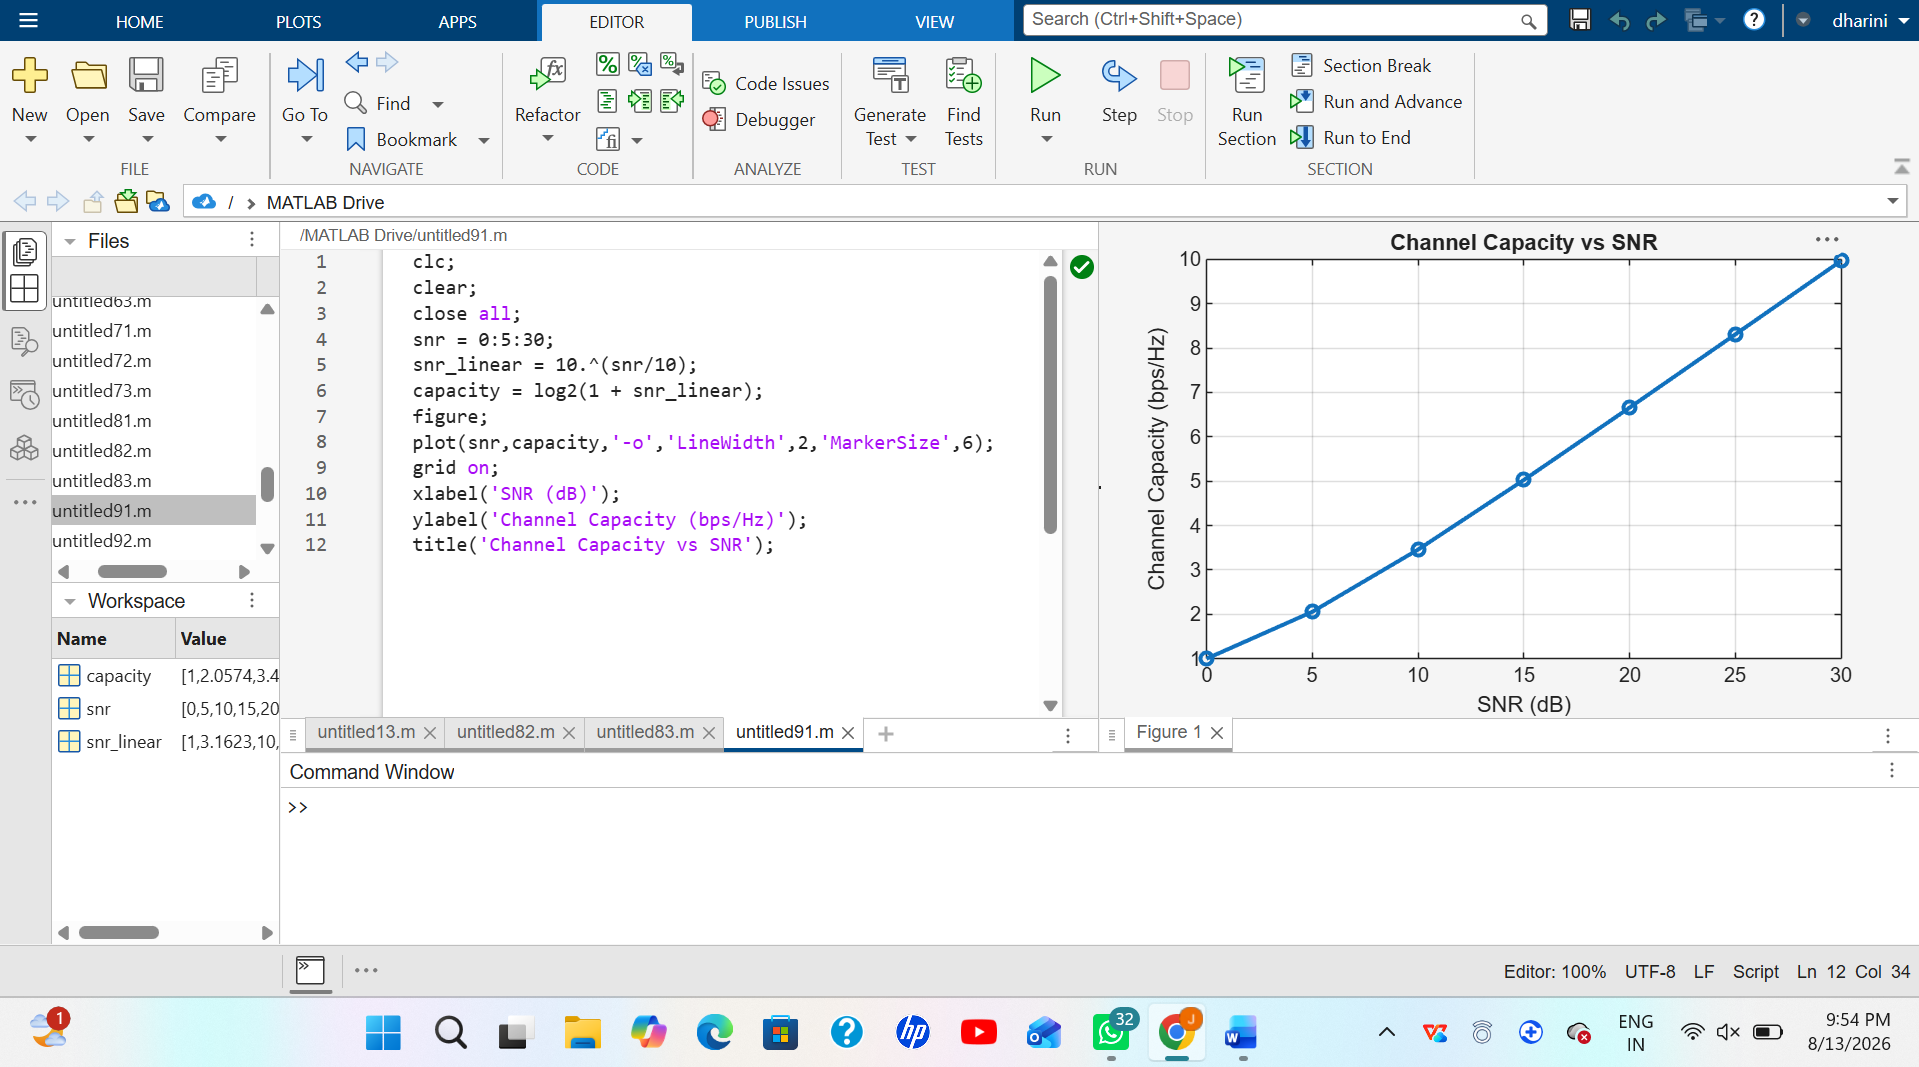 HOME PLOTS APPS EDITOR PUBLISH VIEW Search (Ctrl+Shift+Space) dharini
New Open Save Compare Go To Find Bookmark Refactor Code Issues Debugger Generate Test Find Tests Run Step Stop Run Section Section Break Run and Advance Run to End
FILE NAVIGATE CODE ANALYZE TEST RUN SECTION
/ › MATLAB Drive
Files
untitled63.m
untitled71.m
untitled72.m
untitled73.m
untitled81.m
untitled82.m
untitled83.m
untitled91.m
untitled92.m
Workspace
Name Value
capacity [1,2.0574,3.4
snr [0,5,10,15,20
snr_linear [1,3.1623,10,
/MATLAB Drive/untitled91.m
1 clc;
2 clear;
3 close all;
4 snr = 0:5:30;
5 snr_linear = 10.^(snr/10);
6 capacity = log2(1 + snr_linear);
7 figure;
8 plot(snr,capacity,'-o','LineWidth',2,'MarkerSize',6);
9 grid on;
10 xlabel('SNR (dB)');
11 ylabel('Channel Capacity (bps/Hz)');
12 title('Channel Capacity vs SNR');
untitled13.m untitled82.m untitled83.m untitled91.m
Channel Capacity vs SNR
Channel Capacity (bps/Hz)
10
9
8
7
6
5
4
3
2
1
0 5 10 15 20 25 30
SNR (dB)
Figure 1
Command Window
>>
Editor: 100% UTF-8 LF Script Ln 12 Col 34
1
hp
32
J
ENG
IN
9:54 PM
8/13/2026